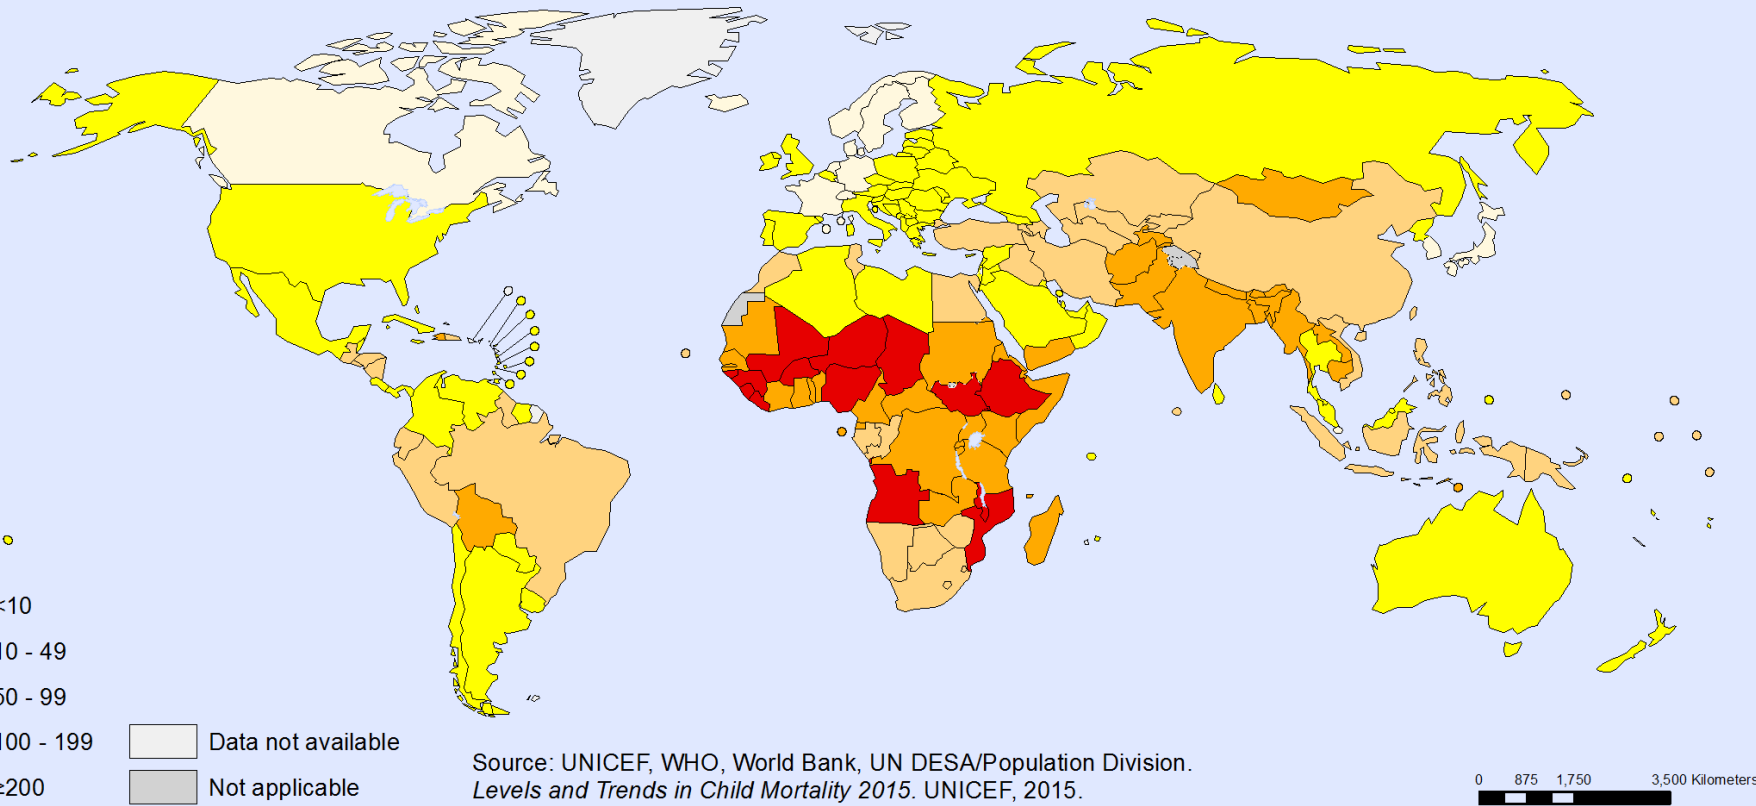 <10
10 - 49
50 - 99
100 - 199
≥200
Data not available
Not applicable
Source: UNICEF, WHO, World Bank, UN DESA/Population Division.
Levels and Trends in Child Mortality 2015. UNICEF, 2015.
0 875 1,750 3,500 Kilometers